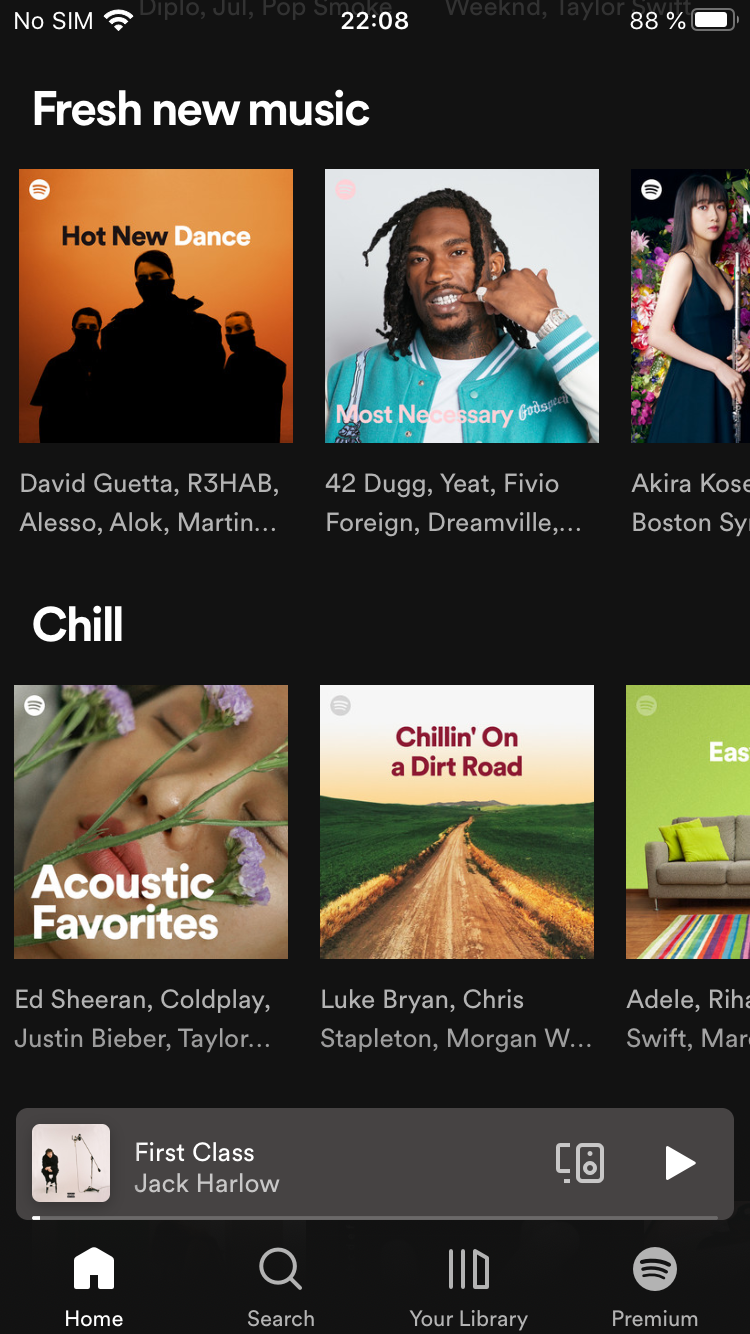 Diplo, Jul, Pop Smoke
Weeknd, Taylor Swift,
No SIM
22:08
88 %
Fresh new music
Hot New Dance
Most Necessary
Godspeed
David Guetta, R3HAB,
Alesso, Alok, Martin...
42 Dugg, Yeat, Fivio
Foreign, Dreamville,...
Akira Kose
Boston Sy
Chill
Acoustic
Favorites
Chillin' On
a Dirt Road
Eas
Ed Sheeran, Coldplay,
Justin Bieber, Taylor...
Luke Bryan, Chris
Stapleton, Morgan W...
Adele, Riha
Swift, Mar
First Class
Jack Harlow
Home
Search
Your Library
Premium